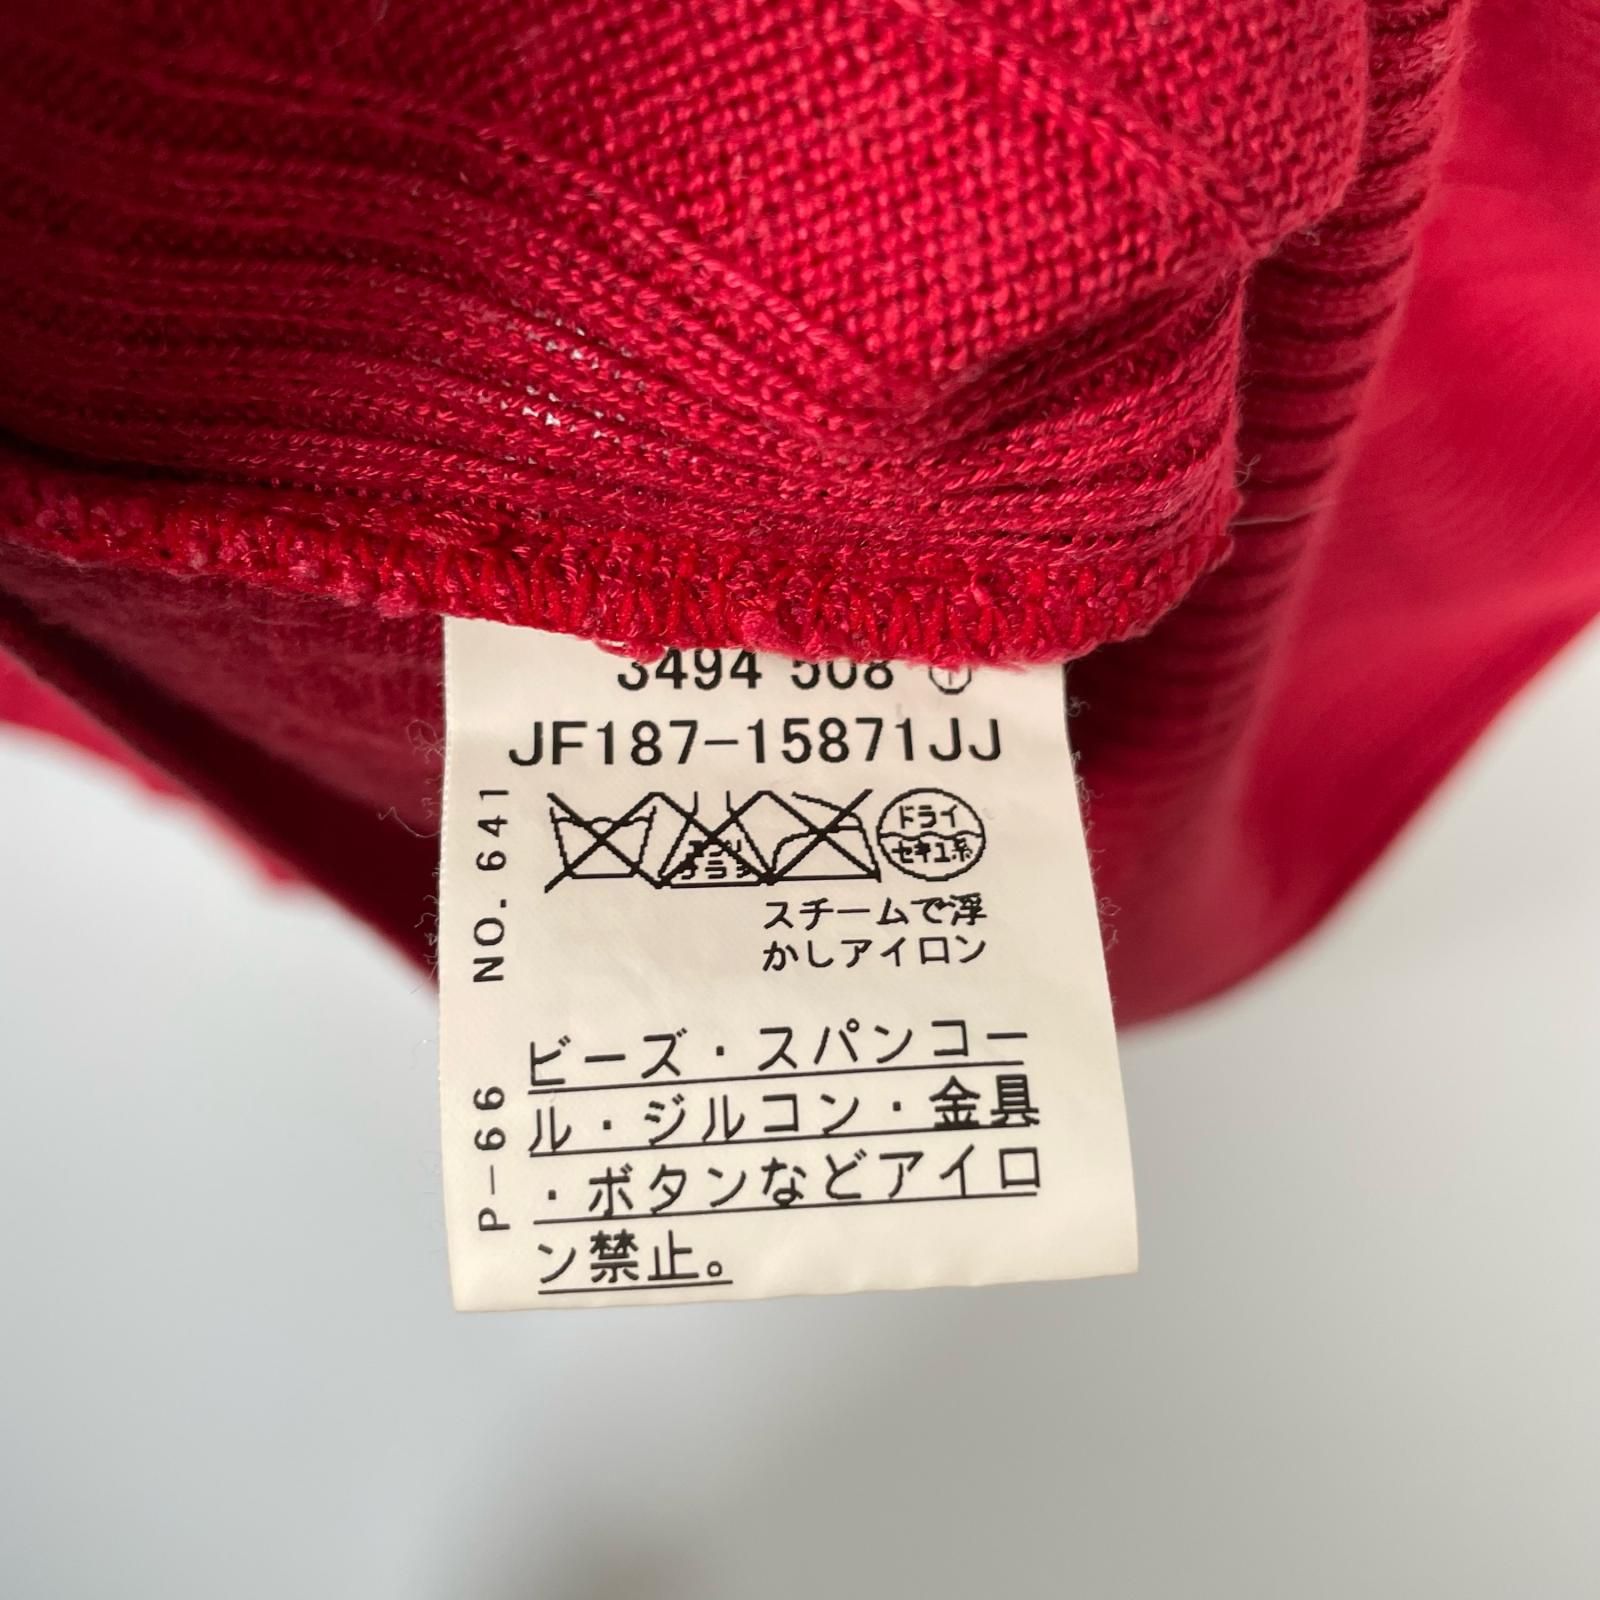 3494 508
JF187-15871JJ
ドライ
セキユ系
スチームで浮
かしアイロン
ビーズ・スパンコー
ル・ジルコン・金具
・ボタンなどアイロ
ン禁止。
NO.641
P-66